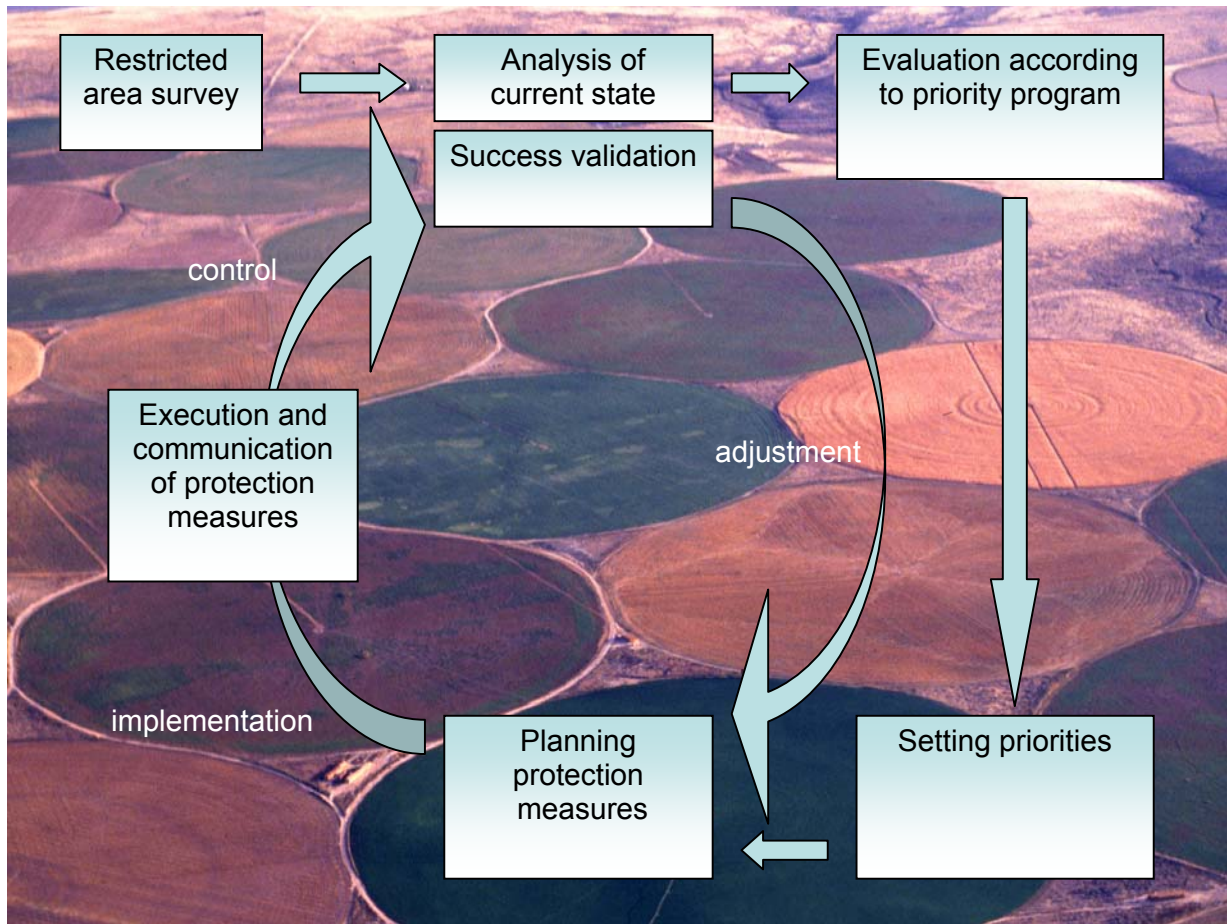 Restricted
area survey
Analysis of
current state
Evaluation according
to priority program
Success validation
control
Execution and
communication
of protection
measures
adjustment
implementation
Planning
protection
measures
Setting priorities